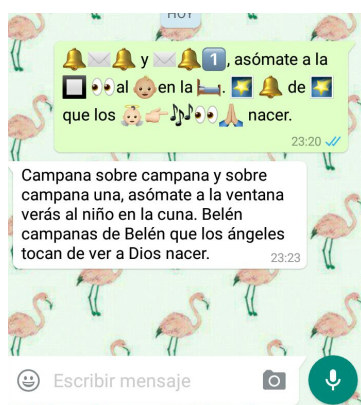 HOY
🔔✉️🔔 y ✉️🔔1️⃣, asómate a la
🔲👀al 👶🏼en la 🛏️. 🌠 🔔 de 🌠
que los 👼🏻👉🏼🎶👀🙏🏼 nacer.
23:20
Campana sobre campana y sobre
campana una, asómate a la ventana
verás al niño en la cuna. Belén
campanas de Belén que los ángeles
tocan de ver a Dios nacer.
23:23
Escribir mensaje